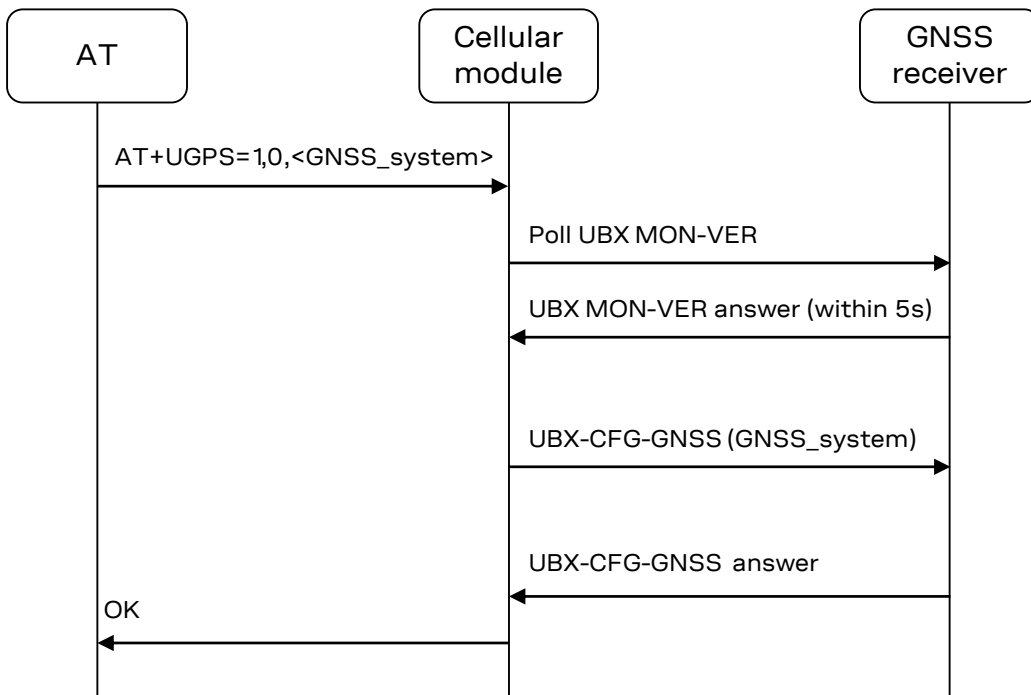 AT
Cellular
module
GNSS
receiver
AT+UGPS=1,0,<GNSS_system>
Poll UBX MON-VER
UBX MON-VER answer (within 5s)
UBX-CFG-GNSS (GNSS_system)
UBX-CFG-GNSS answer
OK